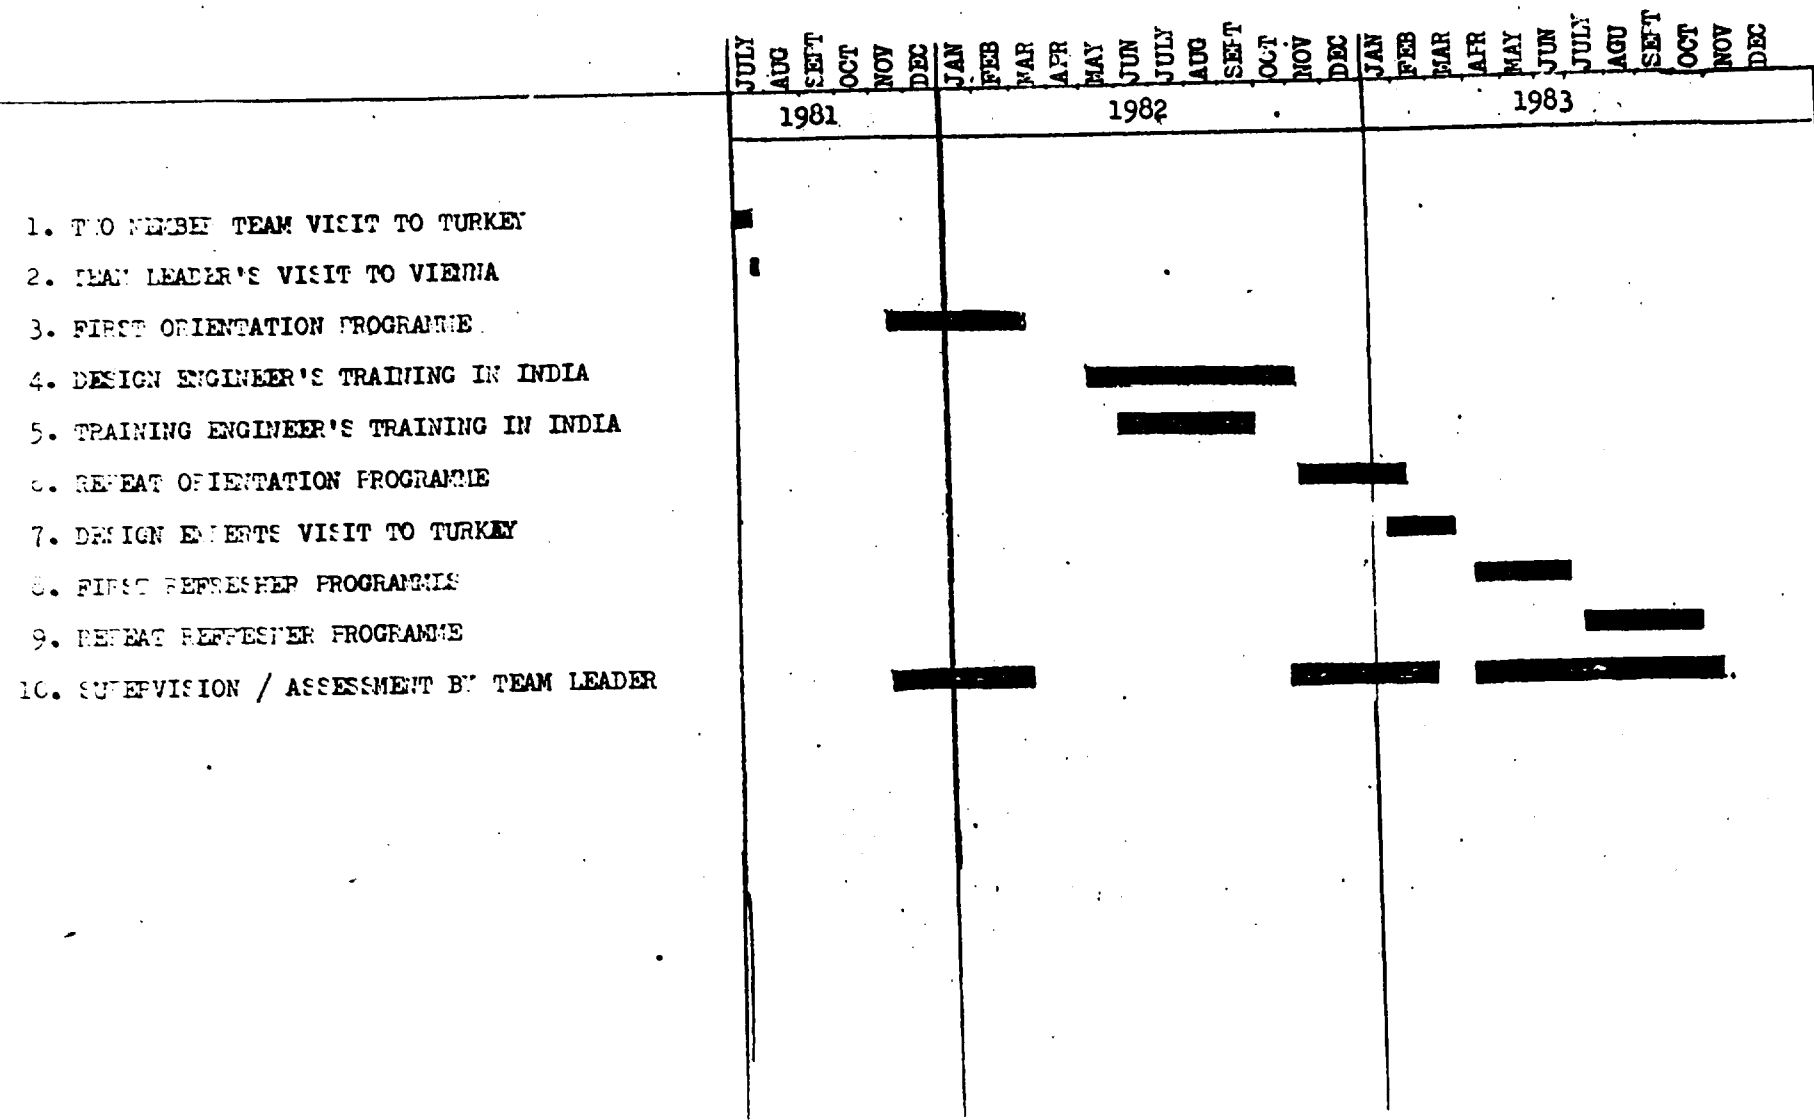 JULY AUG SEPT OCT NOV DEC JAN FEB MAR APR MAY JUN JULY AUG SEPT OCT NOV DEC JAN FEB MAR APR MAY JUN JULY AGU SEPT OCT NOV DEC
1981 1982 1983
1. TWO MEMBER TEAM VISIT TO TURKEY
2. TEAM LEADER'S VISIT TO VIENNA
3. FIRST ORIENTATION PROGRAMME
4. DESIGN ENGINEER'S TRAINING IN INDIA
5. TRAINING ENGINEER'S TRAINING IN INDIA
6. REPEAT ORIENTATION PROGRAMME
7. DESIGN EXPERTS VISIT TO TURKEY
8. FIRST REFRESHER PROGRAMMES
9. REPEAT REFRESHER PROGRAMME
10. SUPERVISION / ASSESSMENT BY TEAM LEADER